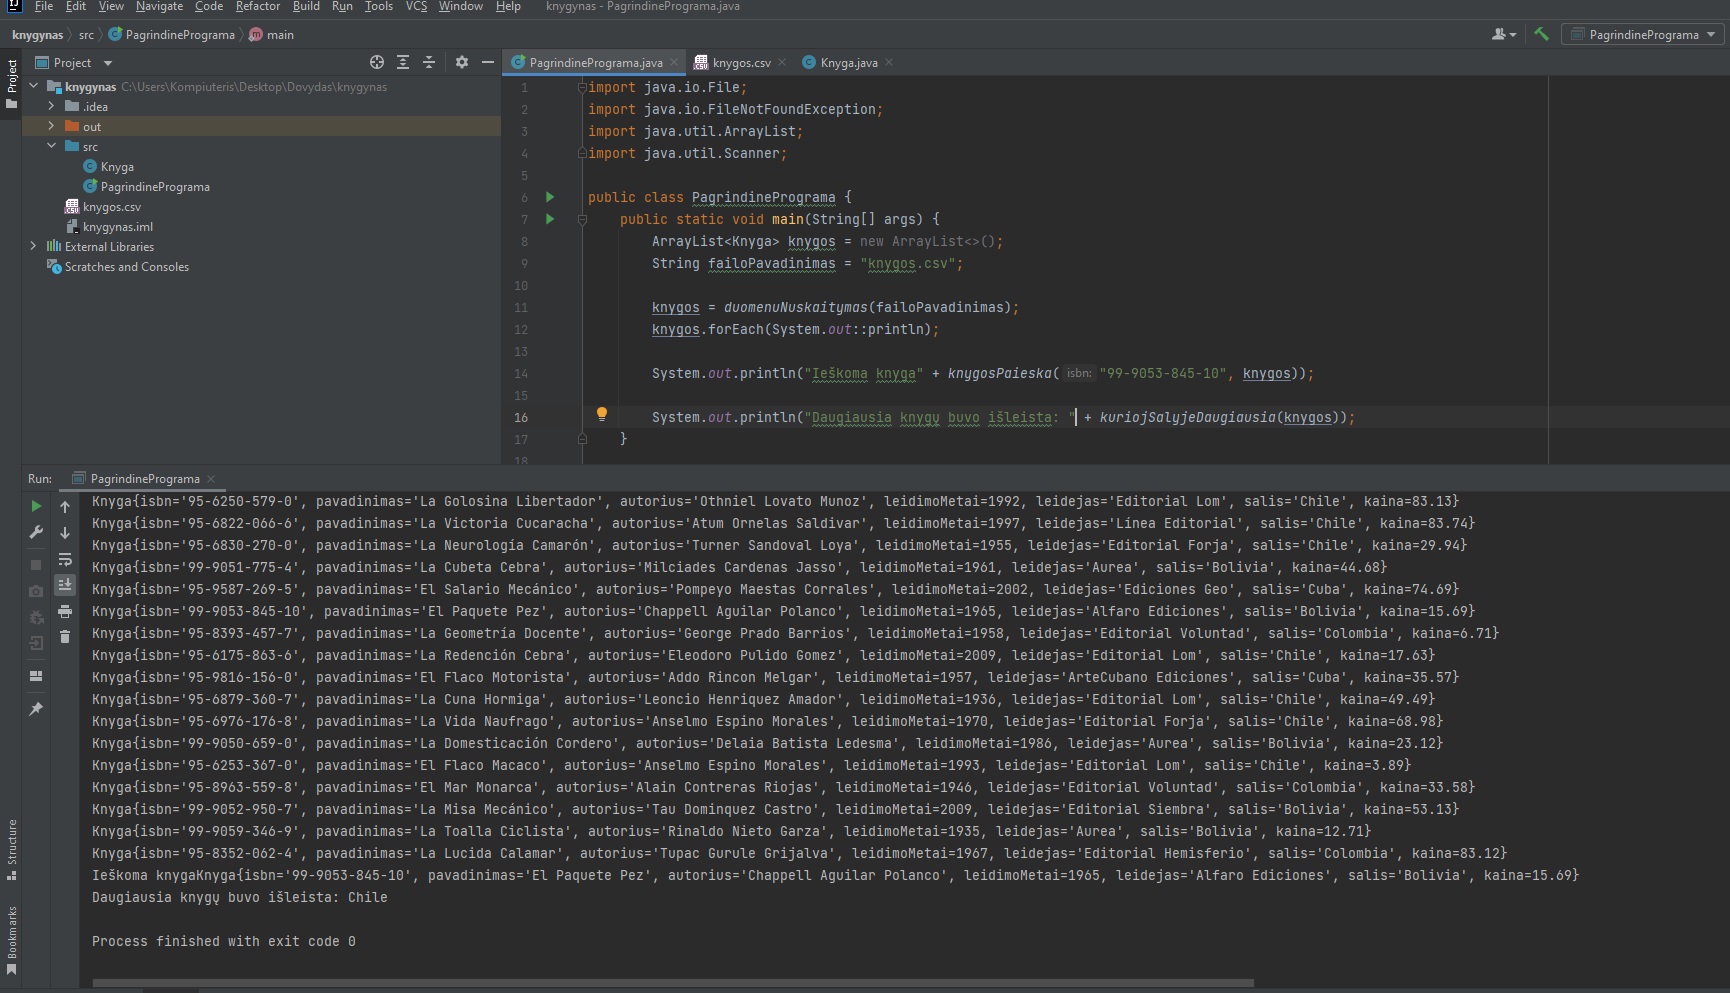 File Edit View Navigate Code Refactor Build Run Tools VCS Window Help knygynas - PagrindinePrograma.java
knygynas src PagrindinePrograma main PagrindinePrograma
Project
Project
PagrindinePrograma.java knygos.csv Knyga.java
knygynas C:\Users\Kompiuteris\Desktop\Dovydas\knygynas
.idea
out
src
Knyga
PagrindinePrograma
knygos.csv
knygynas.iml
External Libraries
Scratches and Consoles
1 import java.io.File;
2 import java.io.FileNotFoundException;
3 import java.util.ArrayList;
4 import java.util.Scanner;
5
6 public class PagrindinePrograma {
7 public static void main(String[] args) {
8 ArrayList<Knyga> knygos = new ArrayList<>();
9 String failoPavadinimas = "knygos.csv";
10
11 knygos = duomenuNuskaitymas(failoPavadinimas);
12 knygos.forEach(System.out::println);
13
14 System.out.println("Ieškoma knyga" + knygosPaieska( isbn: "99-9053-845-10", knygos));
15
16 System.out.println("Daugiausia knygų buvo išleista: " + kuriojSalyjeDaugiausia(knygos));
17 }
18
Run: PagrindinePrograma
Knyga{isbn='95-6250-579-0', pavadinimas='La Golosina Libertador', autorius='Othniel Lovato Munoz', leidimoMetai=1992, leidejas='Editorial Lom', salis='Chile', kaina=83.13}
Knyga{isbn='95-6822-066-6', pavadinimas='La Victoria Cucaracha', autorius='Atum Ornelas Saldivar', leidimoMetai=1997, leidejas='Línea Editorial', salis='Chile', kaina=83.74}
Knyga{isbn='95-6830-270-0', pavadinimas='La Neurología Camarón', autorius='Turner Sandoval Loya', leidimoMetai=1955, leidejas='Editorial Forja', salis='Chile', kaina=29.94}
Knyga{isbn='99-9051-775-4', pavadinimas='La Cubeta Cebra', autorius='Milciades Cardenas Jasso', leidimoMetai=1961, leidejas='Aurea', salis='Bolivia', kaina=44.68}
Knyga{isbn='95-9587-269-5', pavadinimas='El Salario Mecánico', autorius='Pompeyo Maestas Corrales', leidimoMetai=2002, leidejas='Ediciones Geo', salis='Cuba', kaina=74.69}
Knyga{isbn='99-9053-845-10', pavadinimas='El Paquete Pez', autorius='Chappell Aguilar Polanco', leidimoMetai=1965, leidejas='Alfaro Ediciones', salis='Bolivia', kaina=15.69}
Knyga{isbn='95-8393-457-7', pavadinimas='La Geometría Docente', autorius='George Prado Barrios', leidimoMetai=1958, leidejas='Editorial Voluntad', salis='Colombia', kaina=6.71}
Knyga{isbn='95-6175-863-6', pavadinimas='La Redención Cebra', autorius='Eleodoro Pulido Gomez', leidimoMetai=2009, leidejas='Editorial Lom', salis='Chile', kaina=17.63}
Knyga{isbn='95-9816-156-0', pavadinimas='El Flaco Motorista', autorius='Addo Rincon Melgar', leidimoMetai=1957, leidejas='ArteCubano Ediciones', salis='Cuba', kaina=35.57}
Knyga{isbn='95-6879-360-7', pavadinimas='La Cuna Hormiga', autorius='Leoncio Henriquez Amador', leidimoMetai=1936, leidejas='Editorial Lom', salis='Chile', kaina=49.49}
Knyga{isbn='95-6976-176-8', pavadinimas='La Vida Naufrago', autorius='Anselmo Espino Morales', leidimoMetai=1970, leidejas='Editorial Forja', salis='Chile', kaina=68.98}
Knyga{isbn='99-9050-659-0', pavadinimas='La Domesticación Cordero', autorius='Delaia Batista Ledesma', leidimoMetai=1986, leidejas='Aurea', salis='Bolivia', kaina=23.12}
Knyga{isbn='95-6253-367-0', pavadinimas='El Flaco Macaco', autorius='Anselmo Espino Morales', leidimoMetai=1993, leidejas='Editorial Lom', salis='Chile', kaina=3.89}
Knyga{isbn='95-8963-559-8', pavadinimas='El Mar Monarca', autorius='Alain Contreras Riojas', leidimoMetai=1946, leidejas='Editorial Voluntad', salis='Colombia', kaina=33.58}
Knyga{isbn='99-9052-950-7', pavadinimas='La Misa Mecánico', autorius='Tau Dominquez Castro', leidimoMetai=2009, leidejas='Editorial Siembra', salis='Bolivia', kaina=53.13}
Knyga{isbn='99-9059-346-9', pavadinimas='La Toalla Ciclista', autorius='Rinaldo Nieto Garza', leidimoMetai=1935, leidejas='Aurea', salis='Bolivia', kaina=12.71}
Knyga{isbn='95-8352-062-4', pavadinimas='La Lucida Calamar', autorius='Tupac Gurule Grijalva', leidimoMetai=1967, leidejas='Editorial Hemisferio', salis='Colombia', kaina=83.12}
Ieškoma knygaKnyga{isbn='99-9053-845-10', pavadinimas='El Paquete Pez', autorius='Chappell Aguilar Polanco', leidimoMetai=1965, leidejas='Alfaro Ediciones', salis='Bolivia', kaina=15.69}
Daugiausia knygų buvo išleista: Chile
Process finished with exit code 0
Structure
Bookmarks